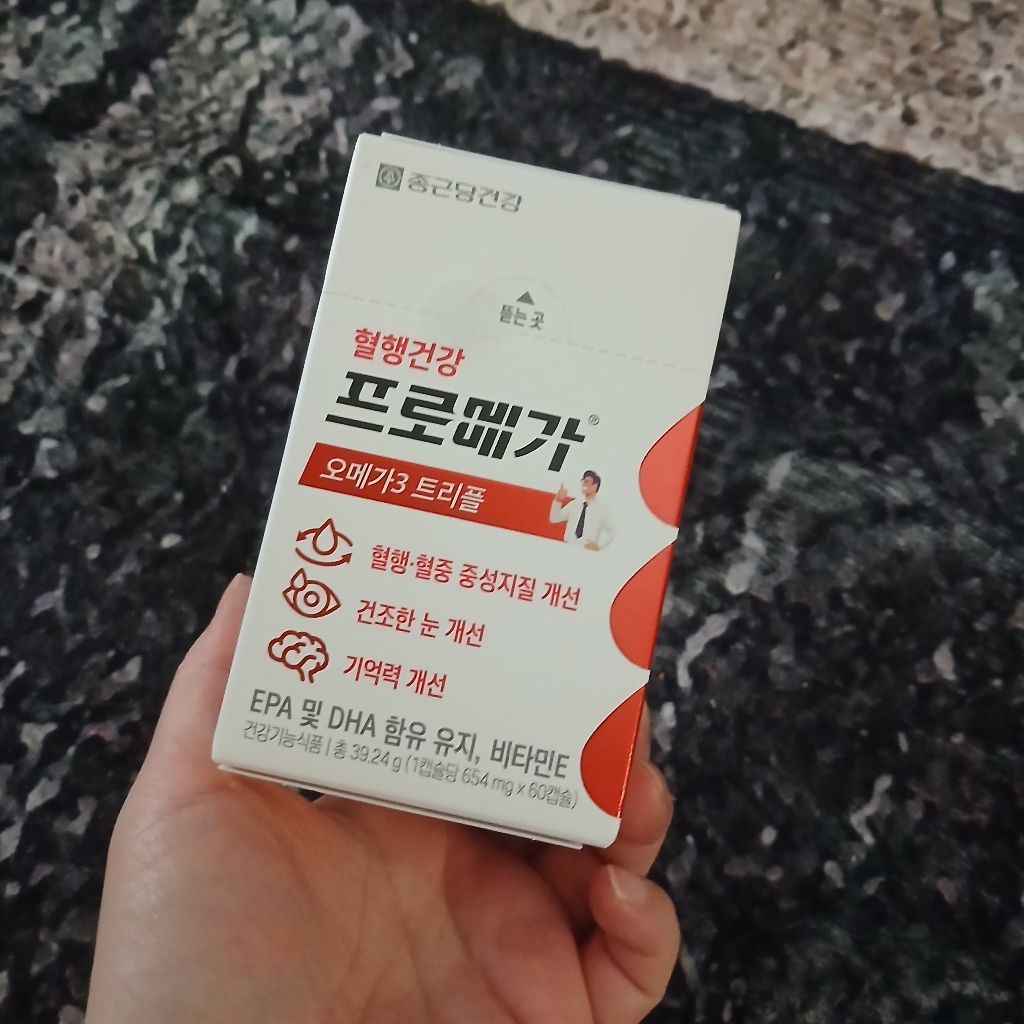 종근당건강
뜯는 곳
혈행건강
프로메가®
오메가3 트리플
혈행·혈중 중성지질 개선
건조한 눈 개선
기억력 개선
EPA 및 DHA 함유 유지, 비타민E
건강기능식품 | 총 39.24 g (1캡슐당 654 mg x 60캡슐)